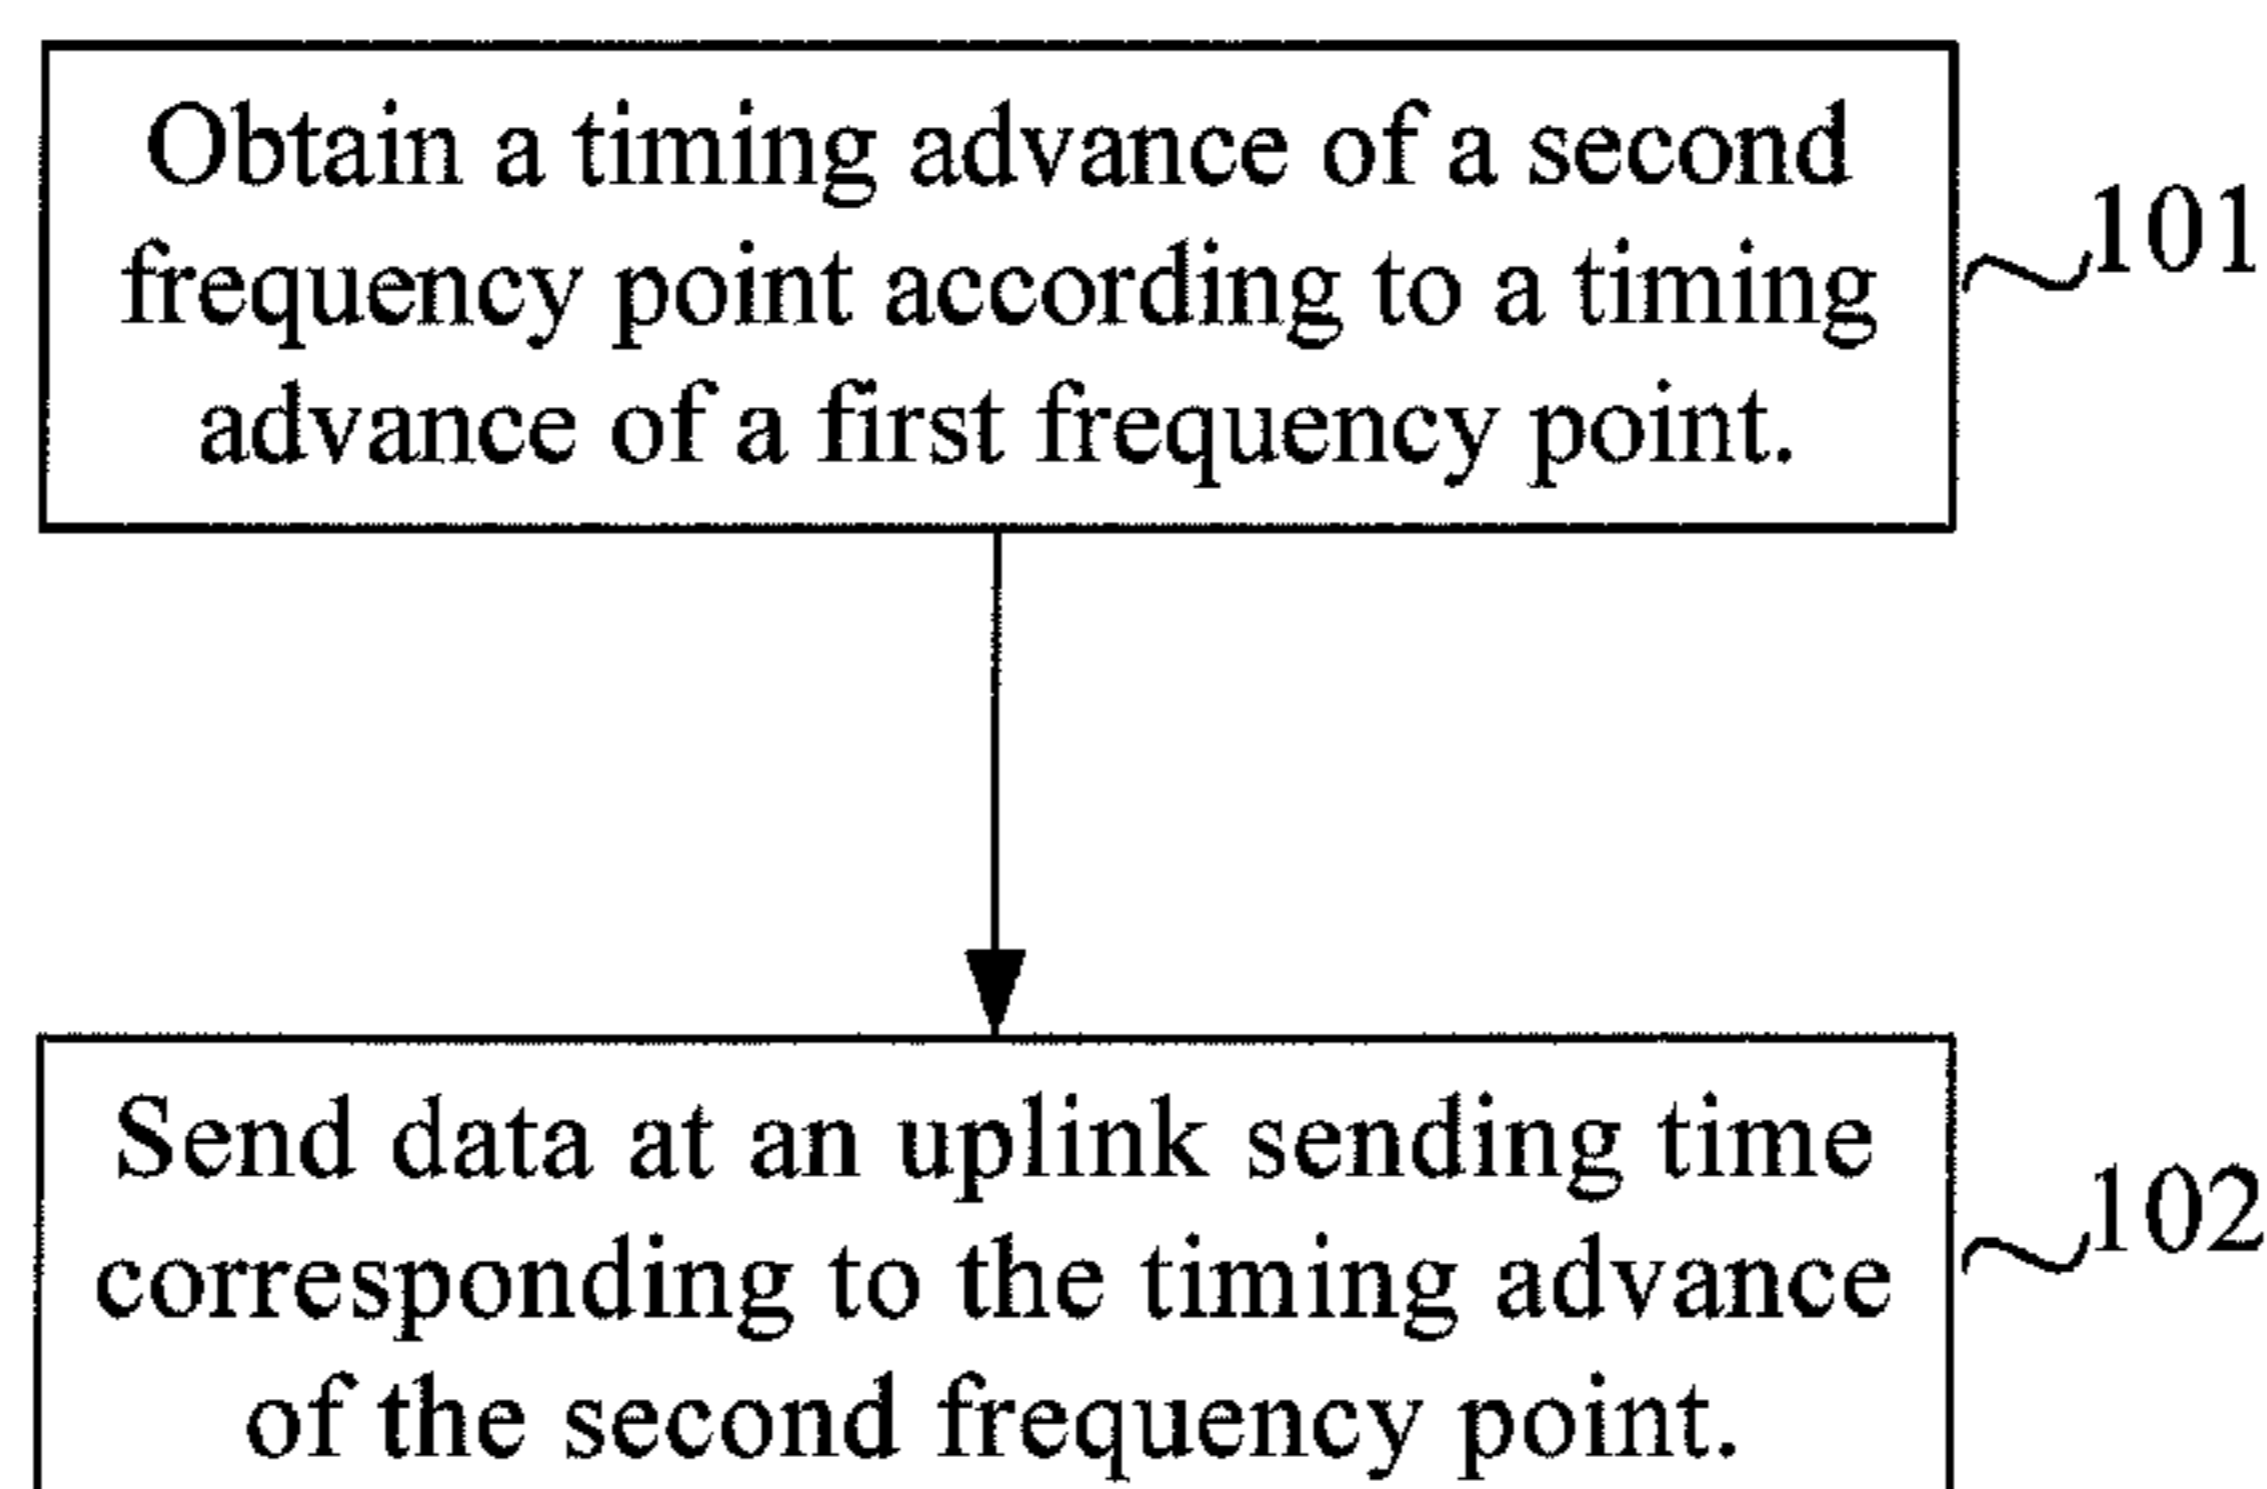 Obtain a timing advance of a second
frequency point according to a timing
advance of a first frequency point.
101
Send data at an uplink sending time
corresponding to the timing advance
of the second frequency point.
102